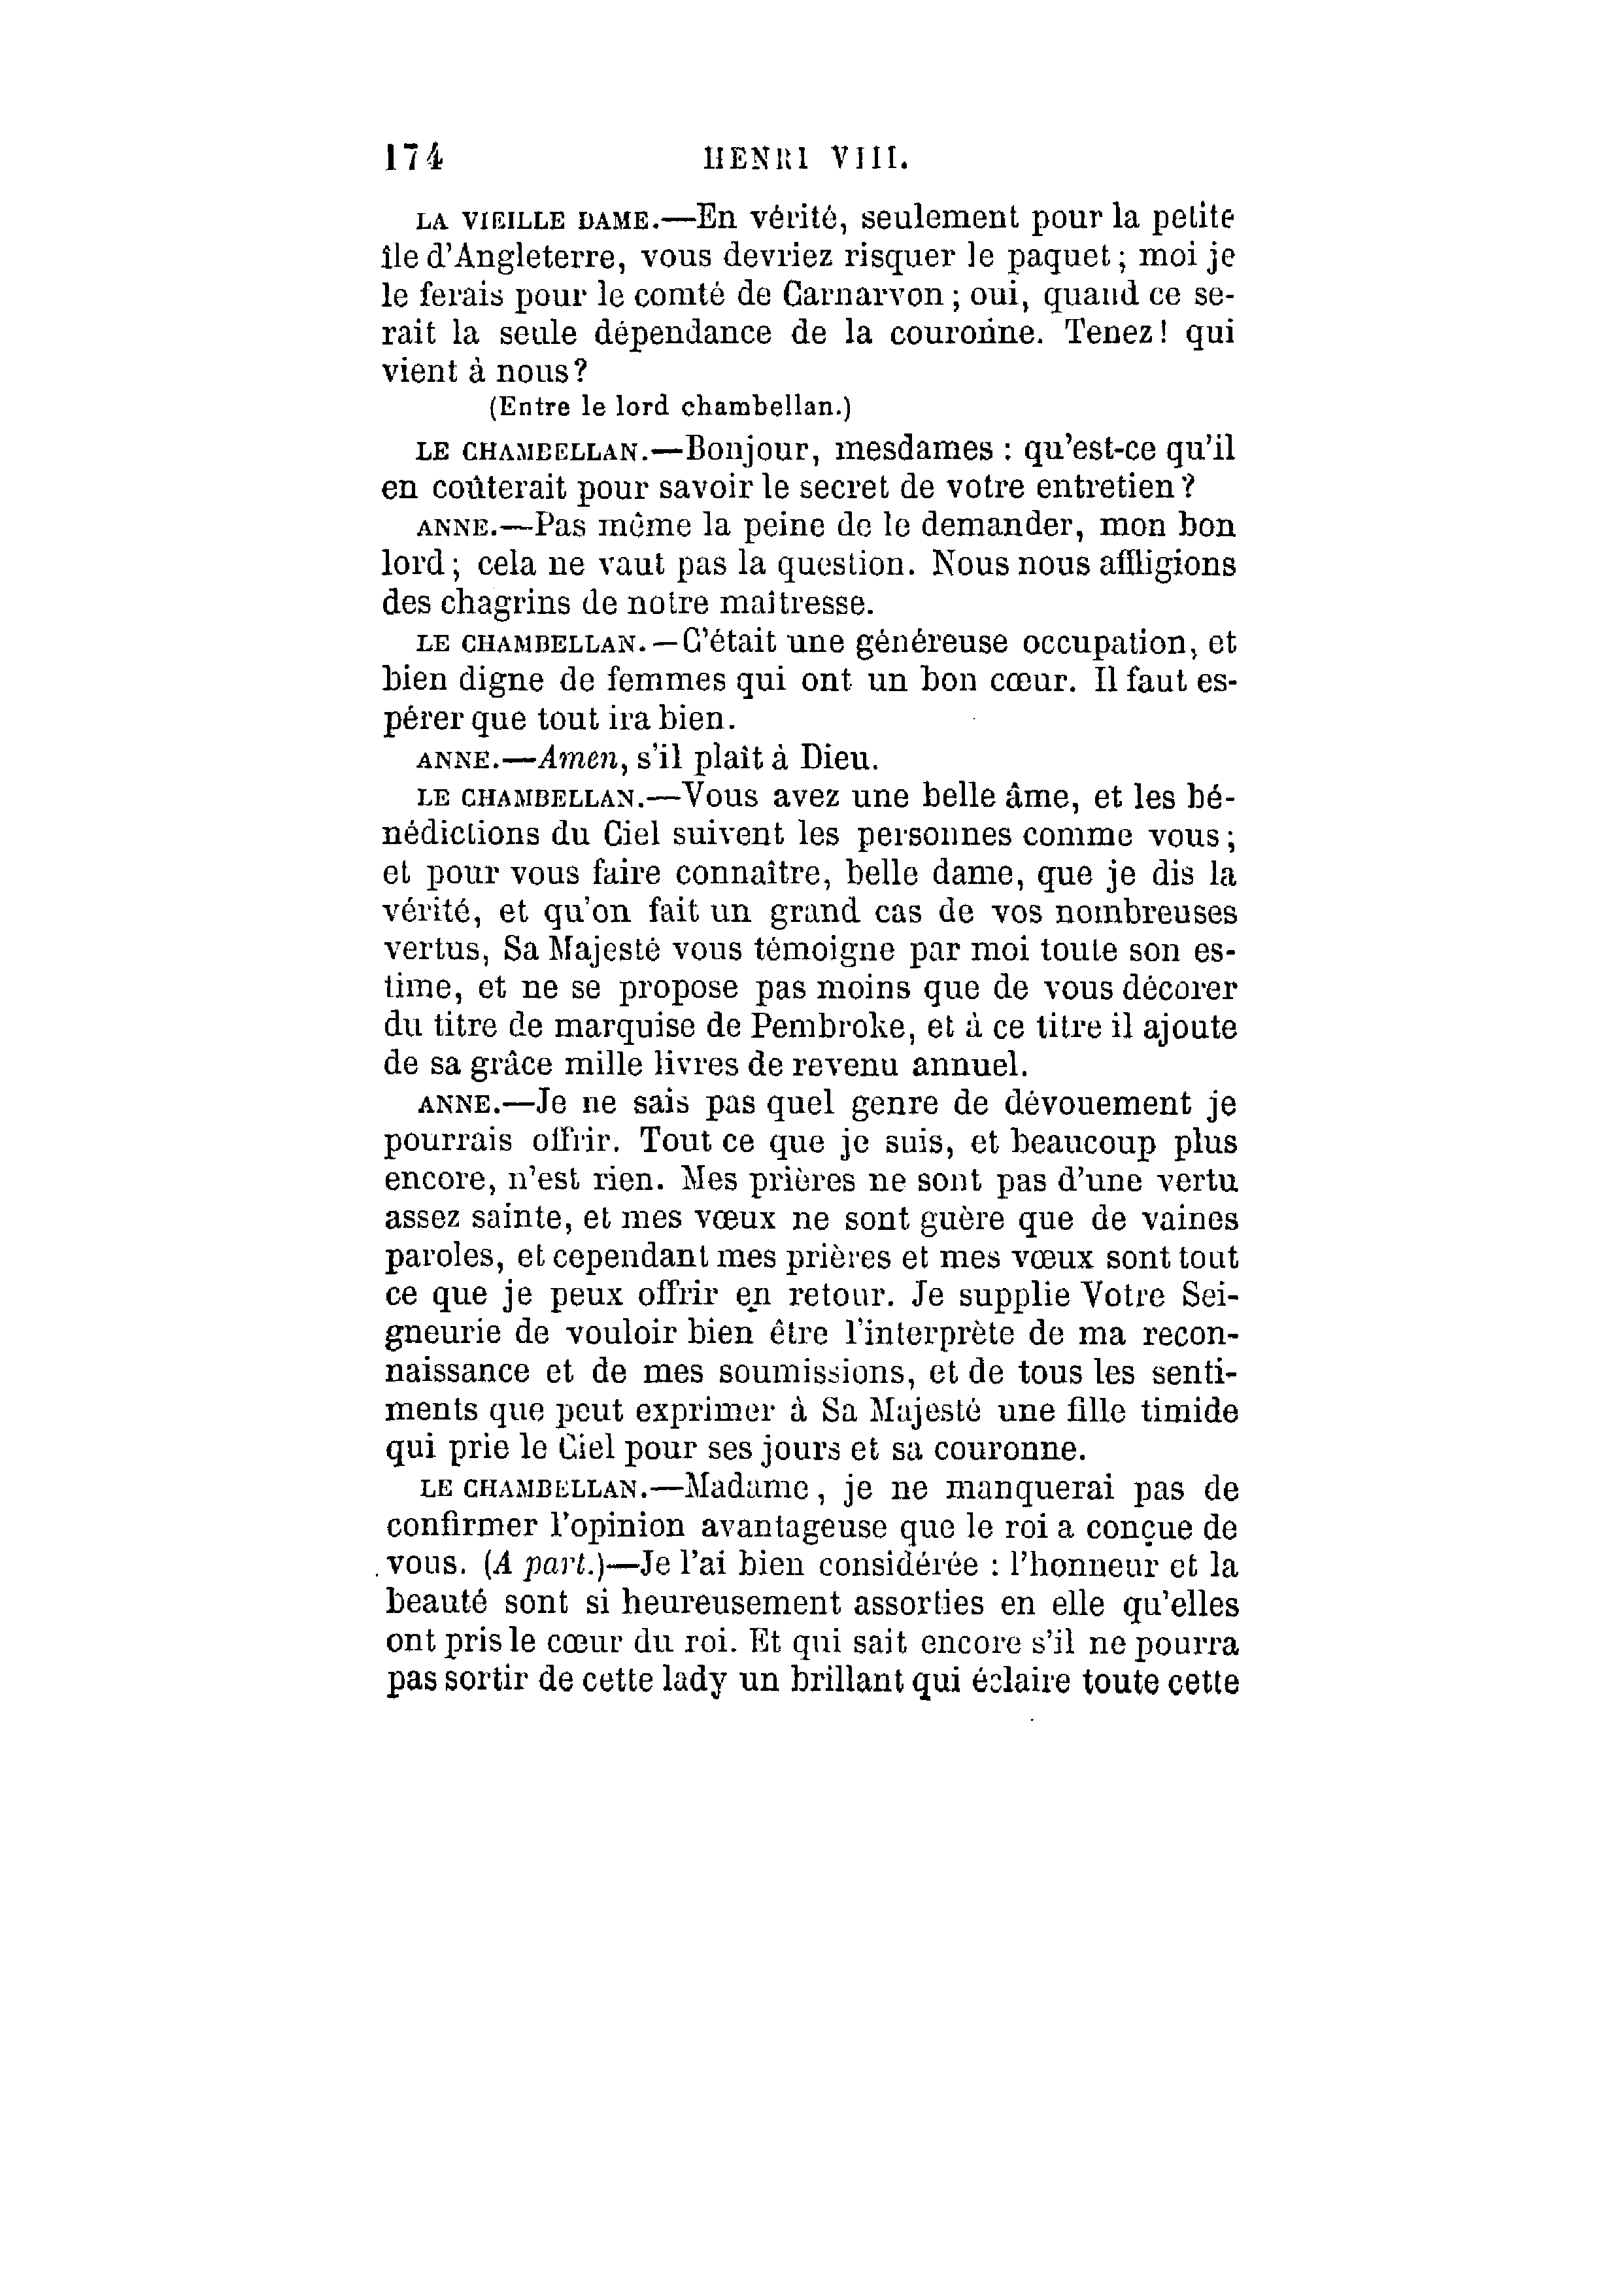 174 HENRI VIII.
LA VIEILLE DAME.—En vérité, seulement pour la petite
île d'Angleterre, vous devriez risquer le paquet ; moi je
le ferais pour le comté de Carnarvon ; oui, quand ce se-
rait la seule dépendance de la couronne. Tenez! qui
vient à nous?
(Entre le lord chambellan.)
LE CHAMBELLAN.—Bonjour, mesdames : qu'est-ce qu'il
en coûterait pour savoir le secret de votre entretien ?
ANNE.—Pas même la peine de le demander, mon bon
lord ; cela ne vaut pas la question. Nous nous affligions
des chagrins de notre maîtresse.
LE CHAMBELLAN.—C'était une généreuse occupation, et
bien digne de femmes qui ont un bon cœur. Il faut es-
pérer que tout ira bien.
ANNE.—Amen, s'il plaît à Dieu.
LE CHAMBELLAN.—Vous avez une belle âme, et les bé-
nédictions du Ciel suivent les personnes comme vous ;
et pour vous faire connaître, belle dame, que je dis la
vérité, et qu'on fait un grand cas de vos nombreuses
vertus, Sa Majesté vous témoigne par moi toute son es-
time, et ne se propose pas moins que de vous décorer
du titre de marquise de Pembroke, et à ce titre il ajoute
de sa grâce mille livres de revenu annuel.
ANNE.—Je ne sais pas quel genre de dévouement je
pourrais offrir. Tout ce que je suis, et beaucoup plus
encore, n'est rien. Mes prières ne sont pas d'une vertu
assez sainte, et mes vœux ne sont guère que de vaines
paroles, et cependant mes prières et mes vœux sont tout
ce que je peux offrir en retour. Je supplie Votre Sei-
gneurie de vouloir bien être l'interprète de ma recon-
naissance et de mes soumissions, et de tous les senti-
ments que peut exprimer à Sa Majesté une fille timide
qui prie le Ciel pour ses jours et sa couronne.
LE CHAMBELLAN.—Madame, je ne manquerai pas de
confirmer l'opinion avantageuse que le roi a conçue de
vous. (A part.)—Je l'ai bien considérée : l'honneur et la
beauté sont si heureusement assorties en elle qu'elles
ont pris le cœur du roi. Et qui sait encore s'il ne pourra
pas sortir de cette lady un brillant qui éclaire toute cette